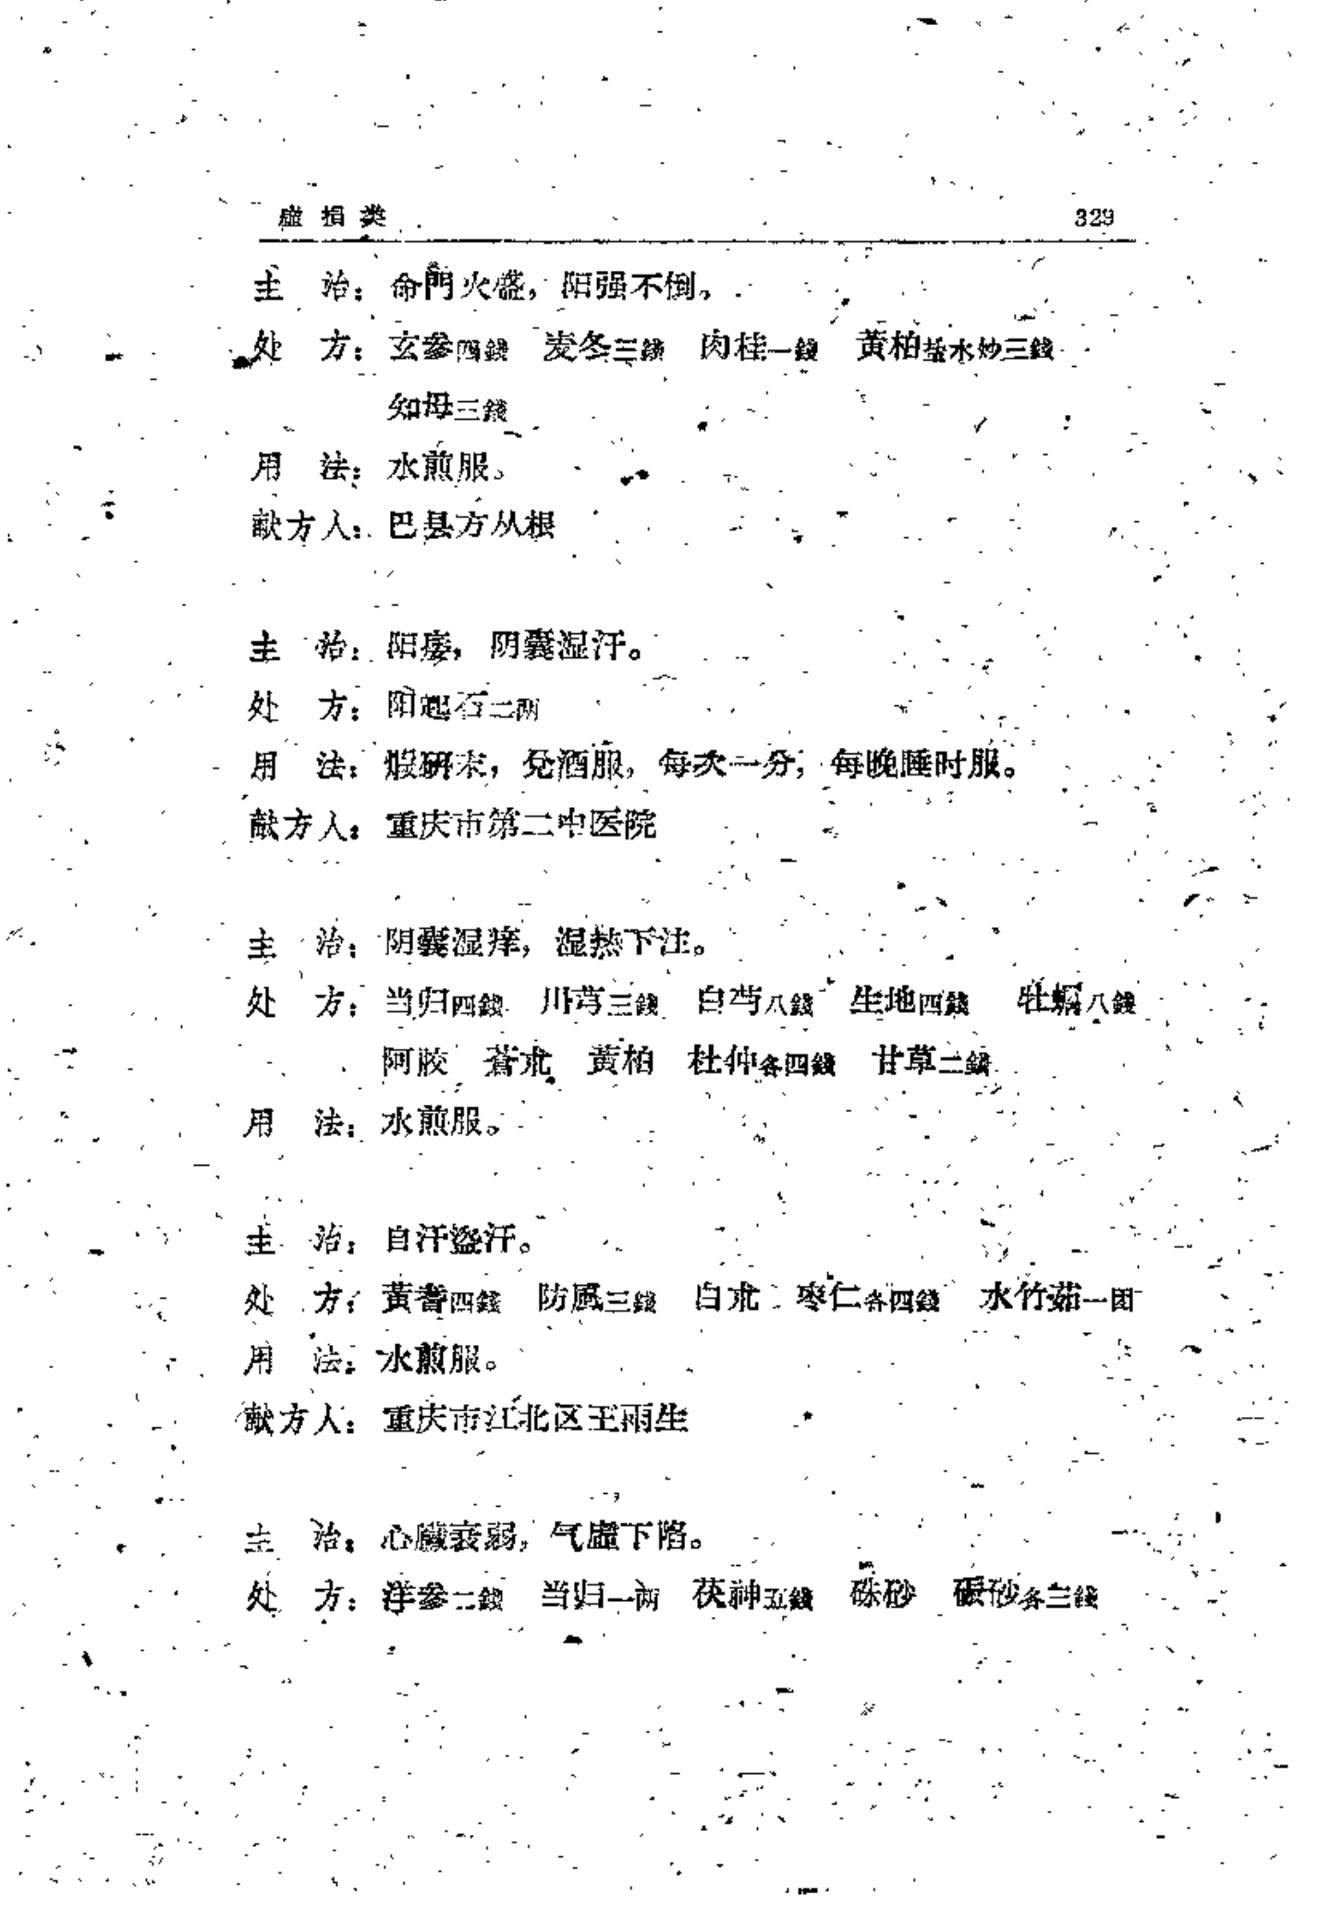 虛損类 329
主 治：命門火盛，阳强不倒。
处 方：玄参四錢 麦冬三錢 肉桂一錢 黃柏盐水炒三錢
知母三錢
用 法：水煎服。
献方人：巴县方从根
主 治：阳痿，阴囊湿汗。
处 方：阳起石二两
用 法：煅研末，兌酒服，每次一分，每晚睡时服。
献方人：重庆市第二中医院
主 治：阴囊湿痒，湿热下注。
处 方：当归四錢 川芎三錢 白芍八錢 生地四錢 牡蠣八錢
阿胶 蒼朮 黃柏 杜仲各四錢 甘草二錢
用 法：水煎服。
主 治：自汗盜汗。
处 方：黃耆四錢 防風三錢 白朮 枣仁各四錢 水竹茹一团
用 法：水煎服。
献方人：重庆市江北区王雨生
主 治：心臟衰弱，气虛下陷。
处 方：洋参二錢 当归一两 茯神五錢 硃砂 砂各三錢